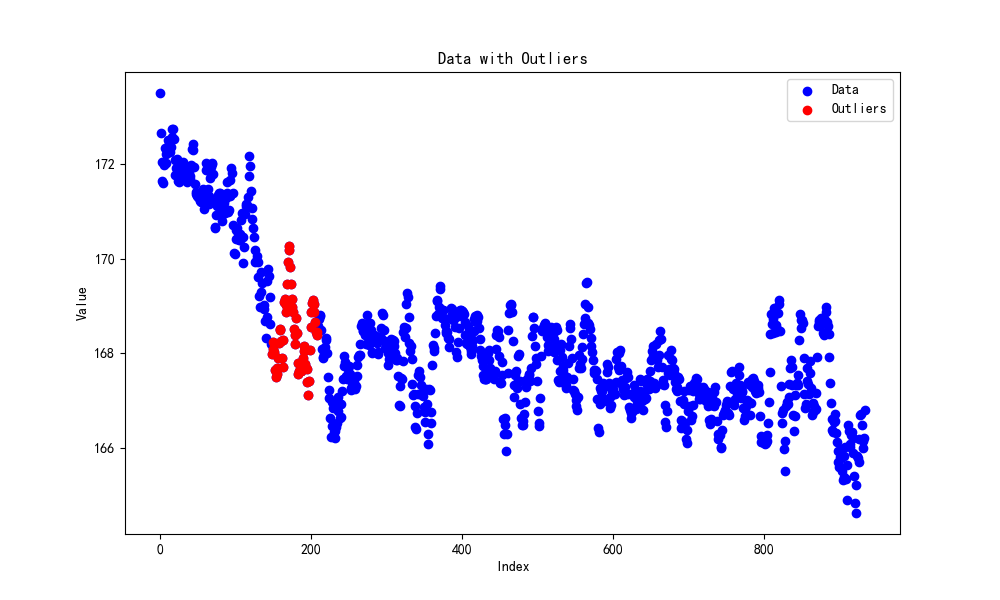 Data with Outliers
Data
Outliers
Value
172
170
168
166
0 200 400 600 800
Index